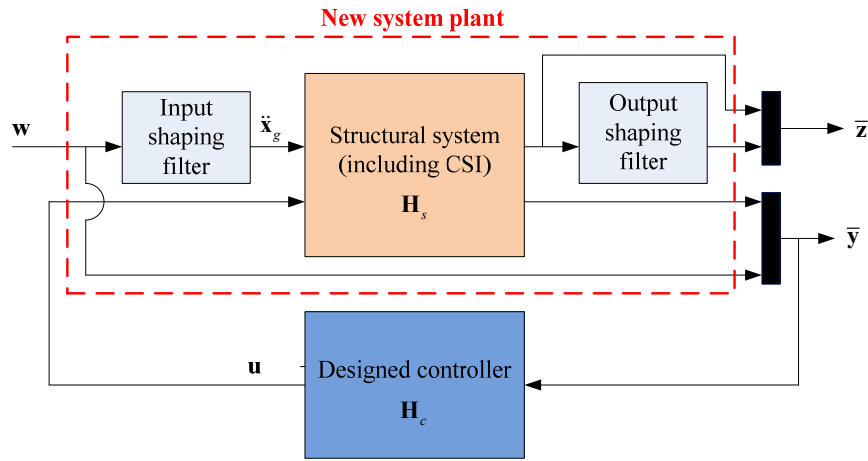 New system plant
w
Input
shaping
filter
ẍg
Structural system
(including CSI)
Hs
Output
shaping
filter
z̄
ȳ
u
Designed controller
Hc